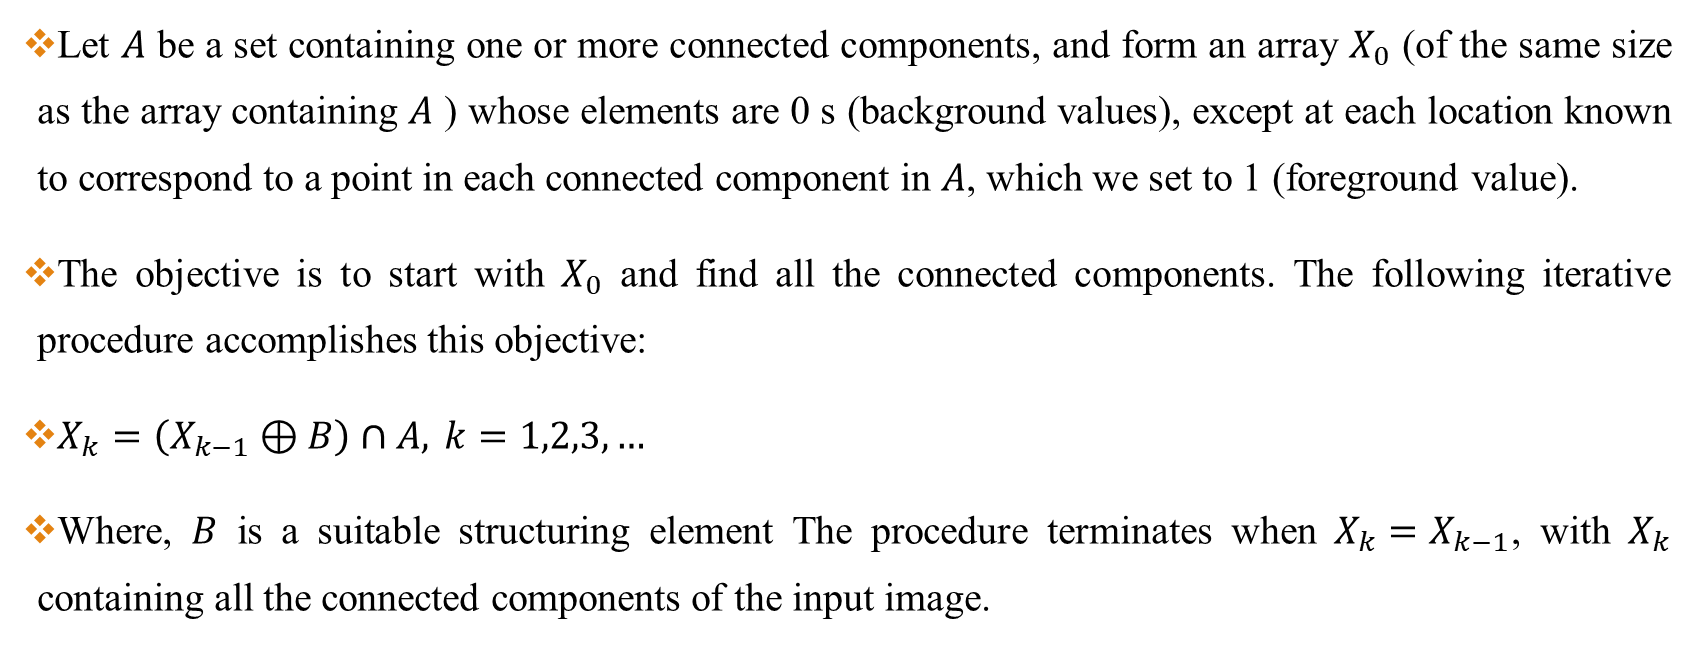 ❖Let A be a set containing one or more connected components, and form an array X₀ (of the same size
as the array containing A ) whose elements are 0 s (background values), except at each location known
to correspond to a point in each connected component in A, which we set to 1 (foreground value).
❖The objective is to start with X₀ and find all the connected components. The following iterative
procedure accomplishes this objective:
❖Xₖ = (Xₖ₋₁ ⊕ B) ∩ A, k = 1,2,3, …
❖Where, B is a suitable structuring element The procedure terminates when Xₖ = Xₖ₋₁, with Xₖ
containing all the connected components of the input image.